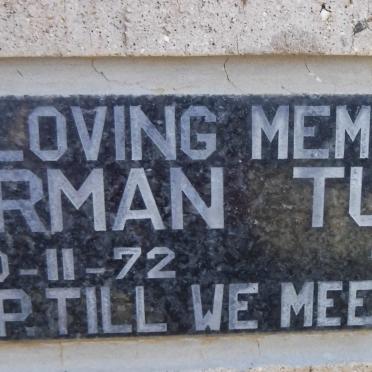 LOVING MEM
RMAN TU
-11-72
P. TILL WE MEE